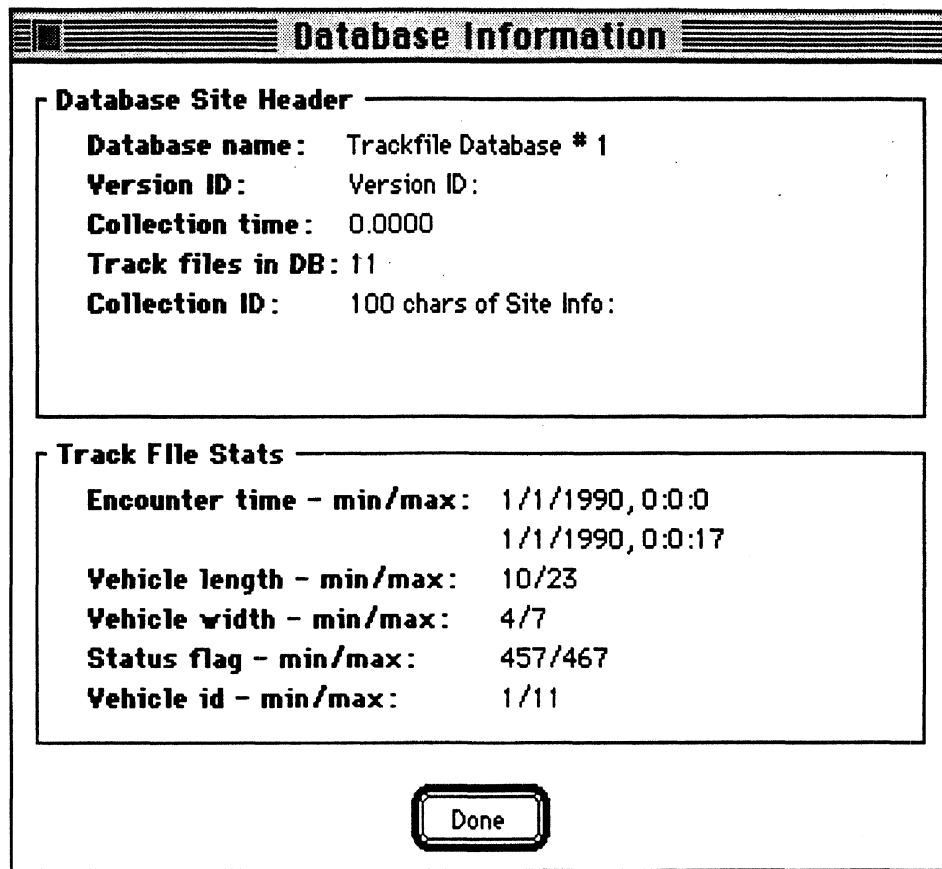 Database Information
Database Site Header
Database name: Trackfile Database # 1
Version ID: Version ID:
Collection time: 0.0000
Track files in DB: 11
Collection ID: 100 chars of Site Info:
Track File Stats
Encounter time - min/max: 1/1/1990, 0:0:0
1/1/1990, 0:0:17
Vehicle length - min/max: 10/23
Vehicle width - min/max: 4/7
Status flag - min/max: 457/467
Vehicle id - min/max: 1/11
Done